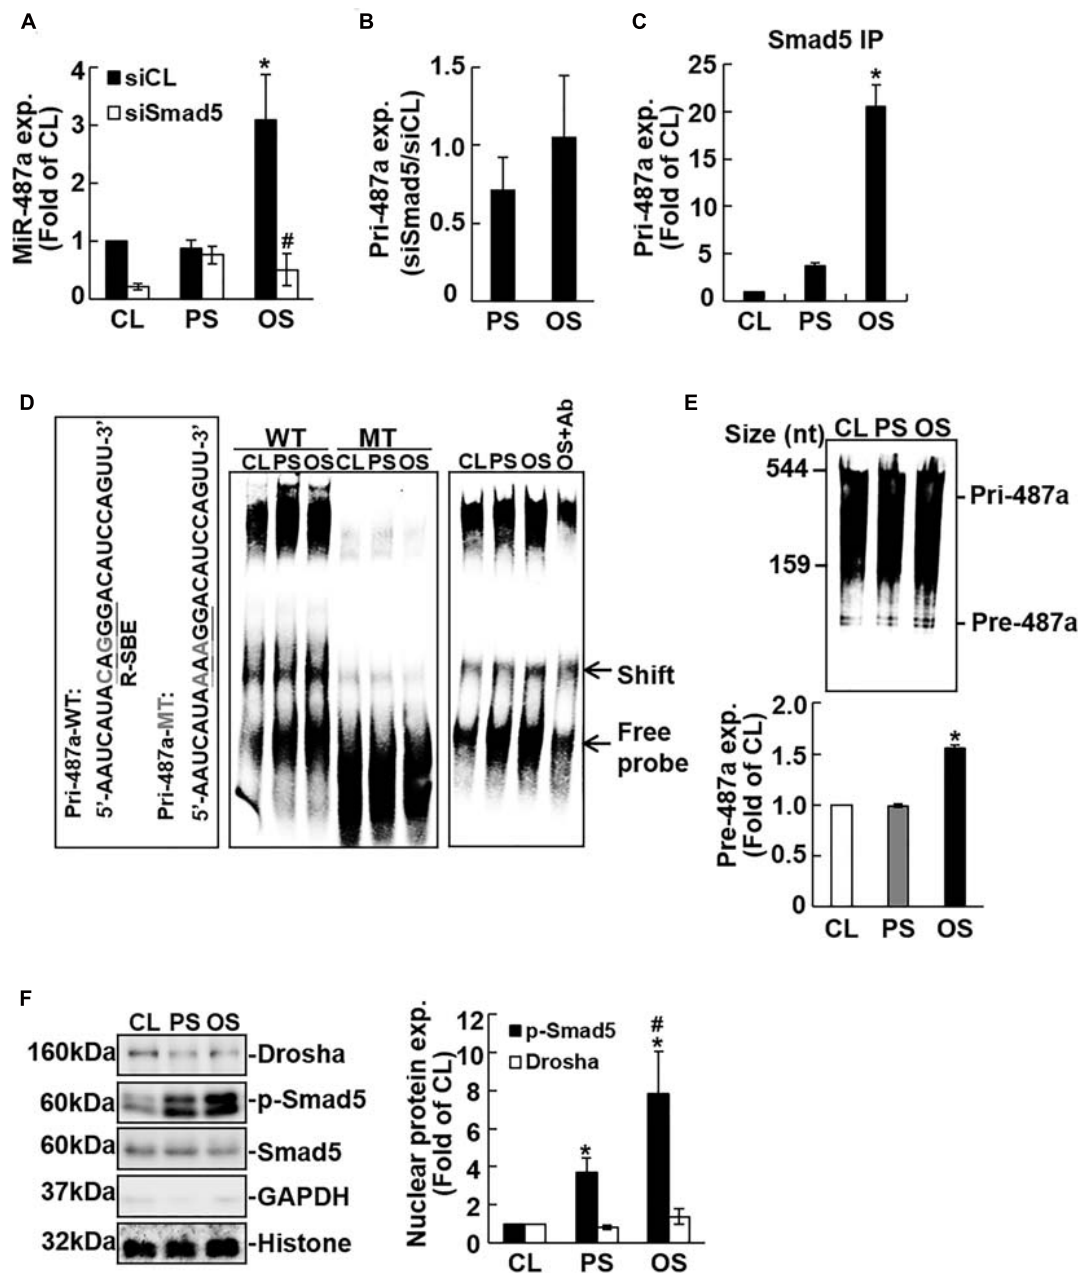 A
MiR-487a exp.
(Fold of CL)
4
3
2
1
0
siCL
siSmad5
*
#
CL PS OS
B
Pri-487a exp.
(siSmad5/siCL)
1.5
1.0
0.5
0
PS OS
C
Smad5 IP
Pri-487a exp.
(Fold of CL)
25
20
15
10
5
0
*
CL PS OS
D
Pri-487a-WT:
5'-AAUCAUACAGGGACAUCCAGUU-3'
R-SBE
Pri-487a-MT:
5'-AAUCAUAAAAGGACAUCCAGUU-3'
WT MT
CL PS OS CL PS OS
CL PS OS OS+Ab
Shift
Free
probe
E
Size (nt) CL PS OS
544
159
Pri-487a
Pre-487a
Pre-487a exp.
(Fold of CL)
2.0
1.5
1.0
0.5
0
*
CL PS OS
F
CL PS OS
160kDa -Drosha
60kDa -p-Smad5
60kDa -Smad5
37kDa -GAPDH
32kDa -Histone
Nuclear protein exp.
(Fold of CL)
12
10
8
6
4
2
0
p-Smad5
Drosha
*
#
*
CL PS OS